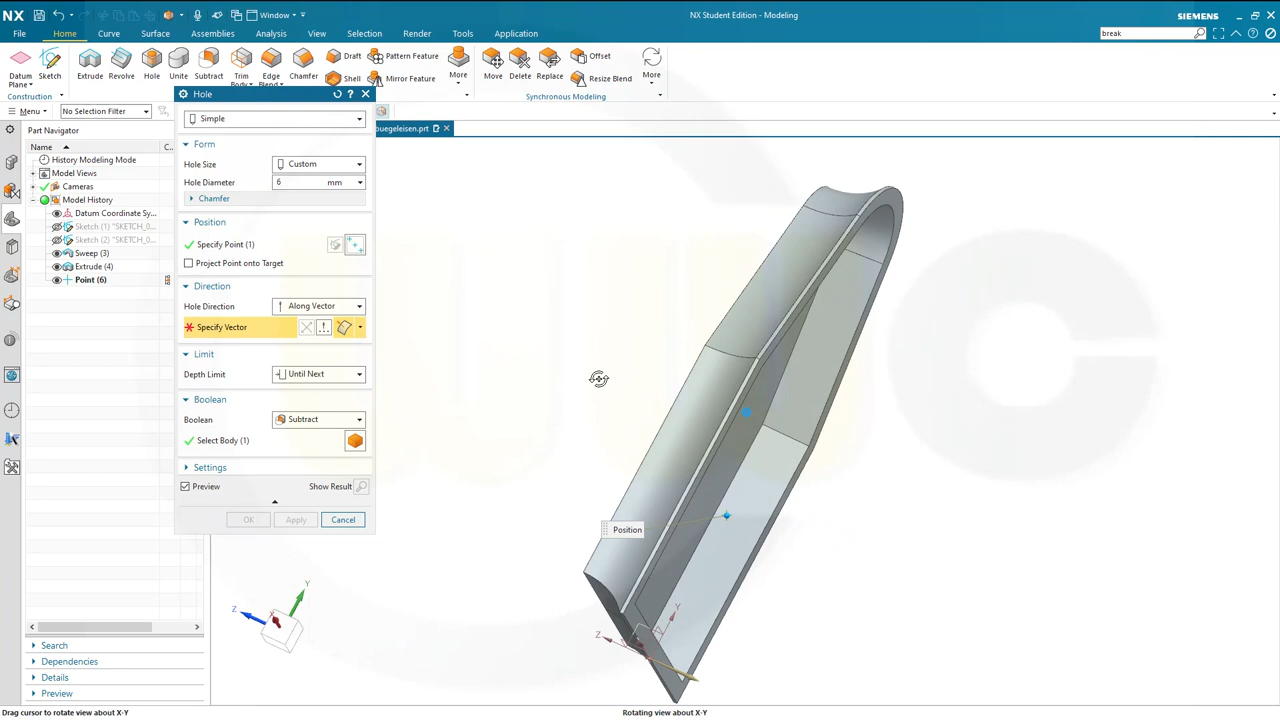 NX
Window
NX Student Edition - Modeling
SIEMENS
File Home Curve Surface Assemblies Analysis View Selection Render Tools Application
break
Datum Plane Sketch Extrude Revolve Hole Unite Subtract Trim Body Edge Blend Chamfer Draft Shell Pattern Feature Mirror Feature More Move Delete Replace Offset Resize Blend More
Construction
Synchronous Modeling
Menu No Selection Filter
buegeleisen.prt
Part Navigator
Name C..
History Modeling Mode
Model Views
Cameras
Model History
Datum Coordinate Sy...
Sketch (1) "SKETCH_0...
Sketch (2) "SKETCH_0...
Sweep (3)
Extrude (4)
Point (6)
Search
Dependencies
Details
Preview
Hole
Simple
Form
Hole Size Custom
Hole Diameter 6 mm
Chamfer
Position
Specify Point (1)
Project Point onto Target
Direction
Hole Direction Along Vector
Specify Vector
Limit
Depth Limit Until Next
Boolean
Boolean Subtract
Select Body (1)
Settings
Preview Show Result
OK Apply Cancel
Position
Z Y
X
Z Y
Drag cursor to rotate view about X-Y
Rotating view about X-Y